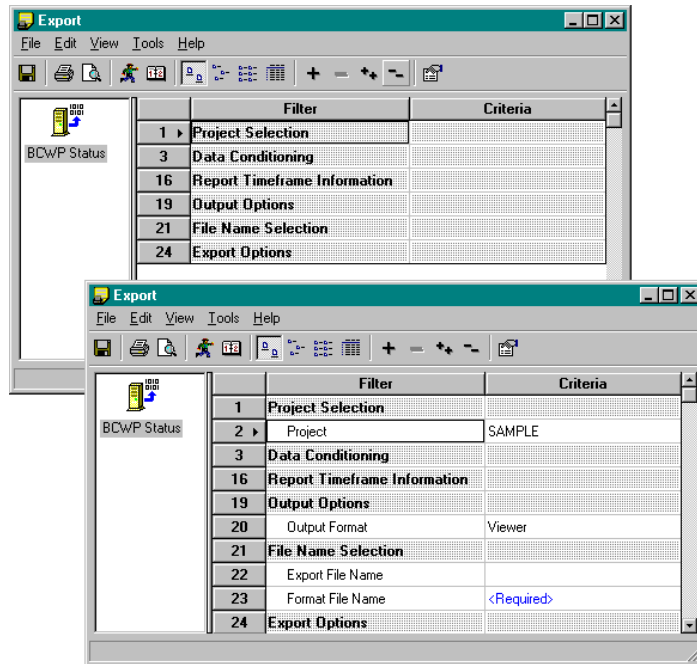 Export
File Edit View Tools Help
Filter Criteria
BCWP Status
1 Project Selection
3 Data Conditioning
16 Report Timeframe Information
19 Output Options
21 File Name Selection
24 Export Options
Export
File Edit View Tools Help
Filter Criteria
BCWP Status
1 Project Selection
2 Project SAMPLE
3 Data Conditioning
16 Report Timeframe Information
19 Output Options
20 Output Format Viewer
21 File Name Selection
22 Export File Name
23 Format File Name <Required>
24 Export Options